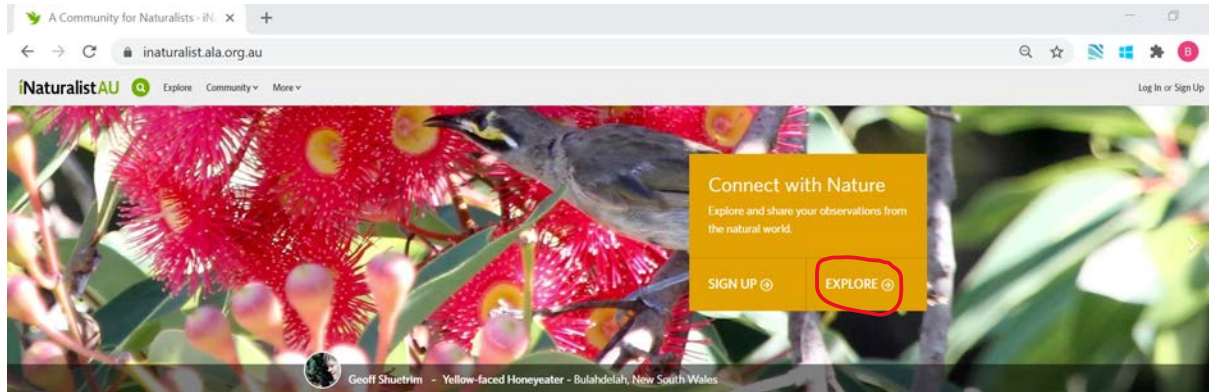 A Community for Naturalists · iN
inaturalist.ala.org.au
B
iNaturalistAU Explore Community More Log In or Sign Up
Connect with Nature
Explore and share your observations from
the natural world.
SIGN UP EXPLORE
Geoff Shuetrim - Yellow-faced Honeyeater - Bulahdelah, New South Wales